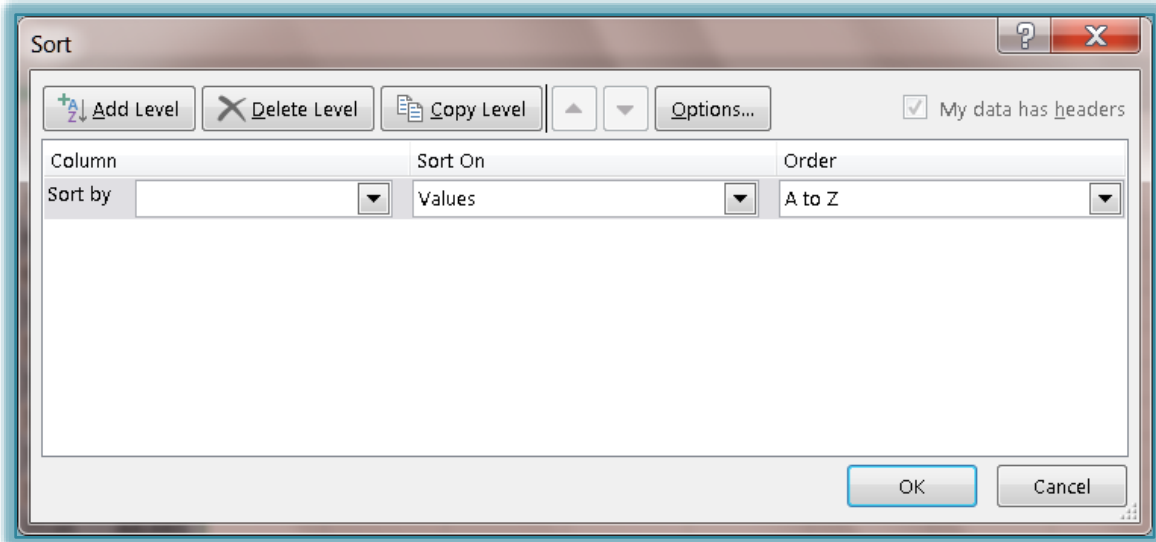 Sort
Add Level Delete Level Copy Level Options... My data has headers
Column Sort On Order
Sort by Values A to Z
OK Cancel